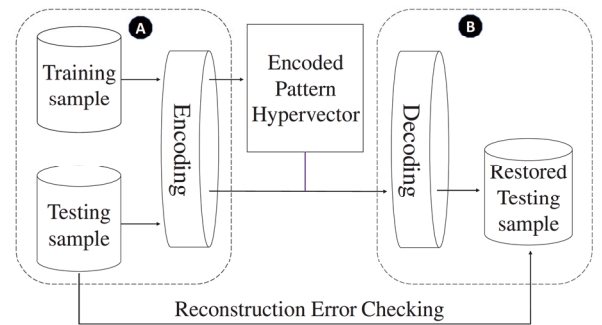 A
B
Training
sample
Encoding
Encoded
Pattern
Hypervector
Decoding
Testing
sample
Restored
Testing
sample
Reconstruction Error Checking